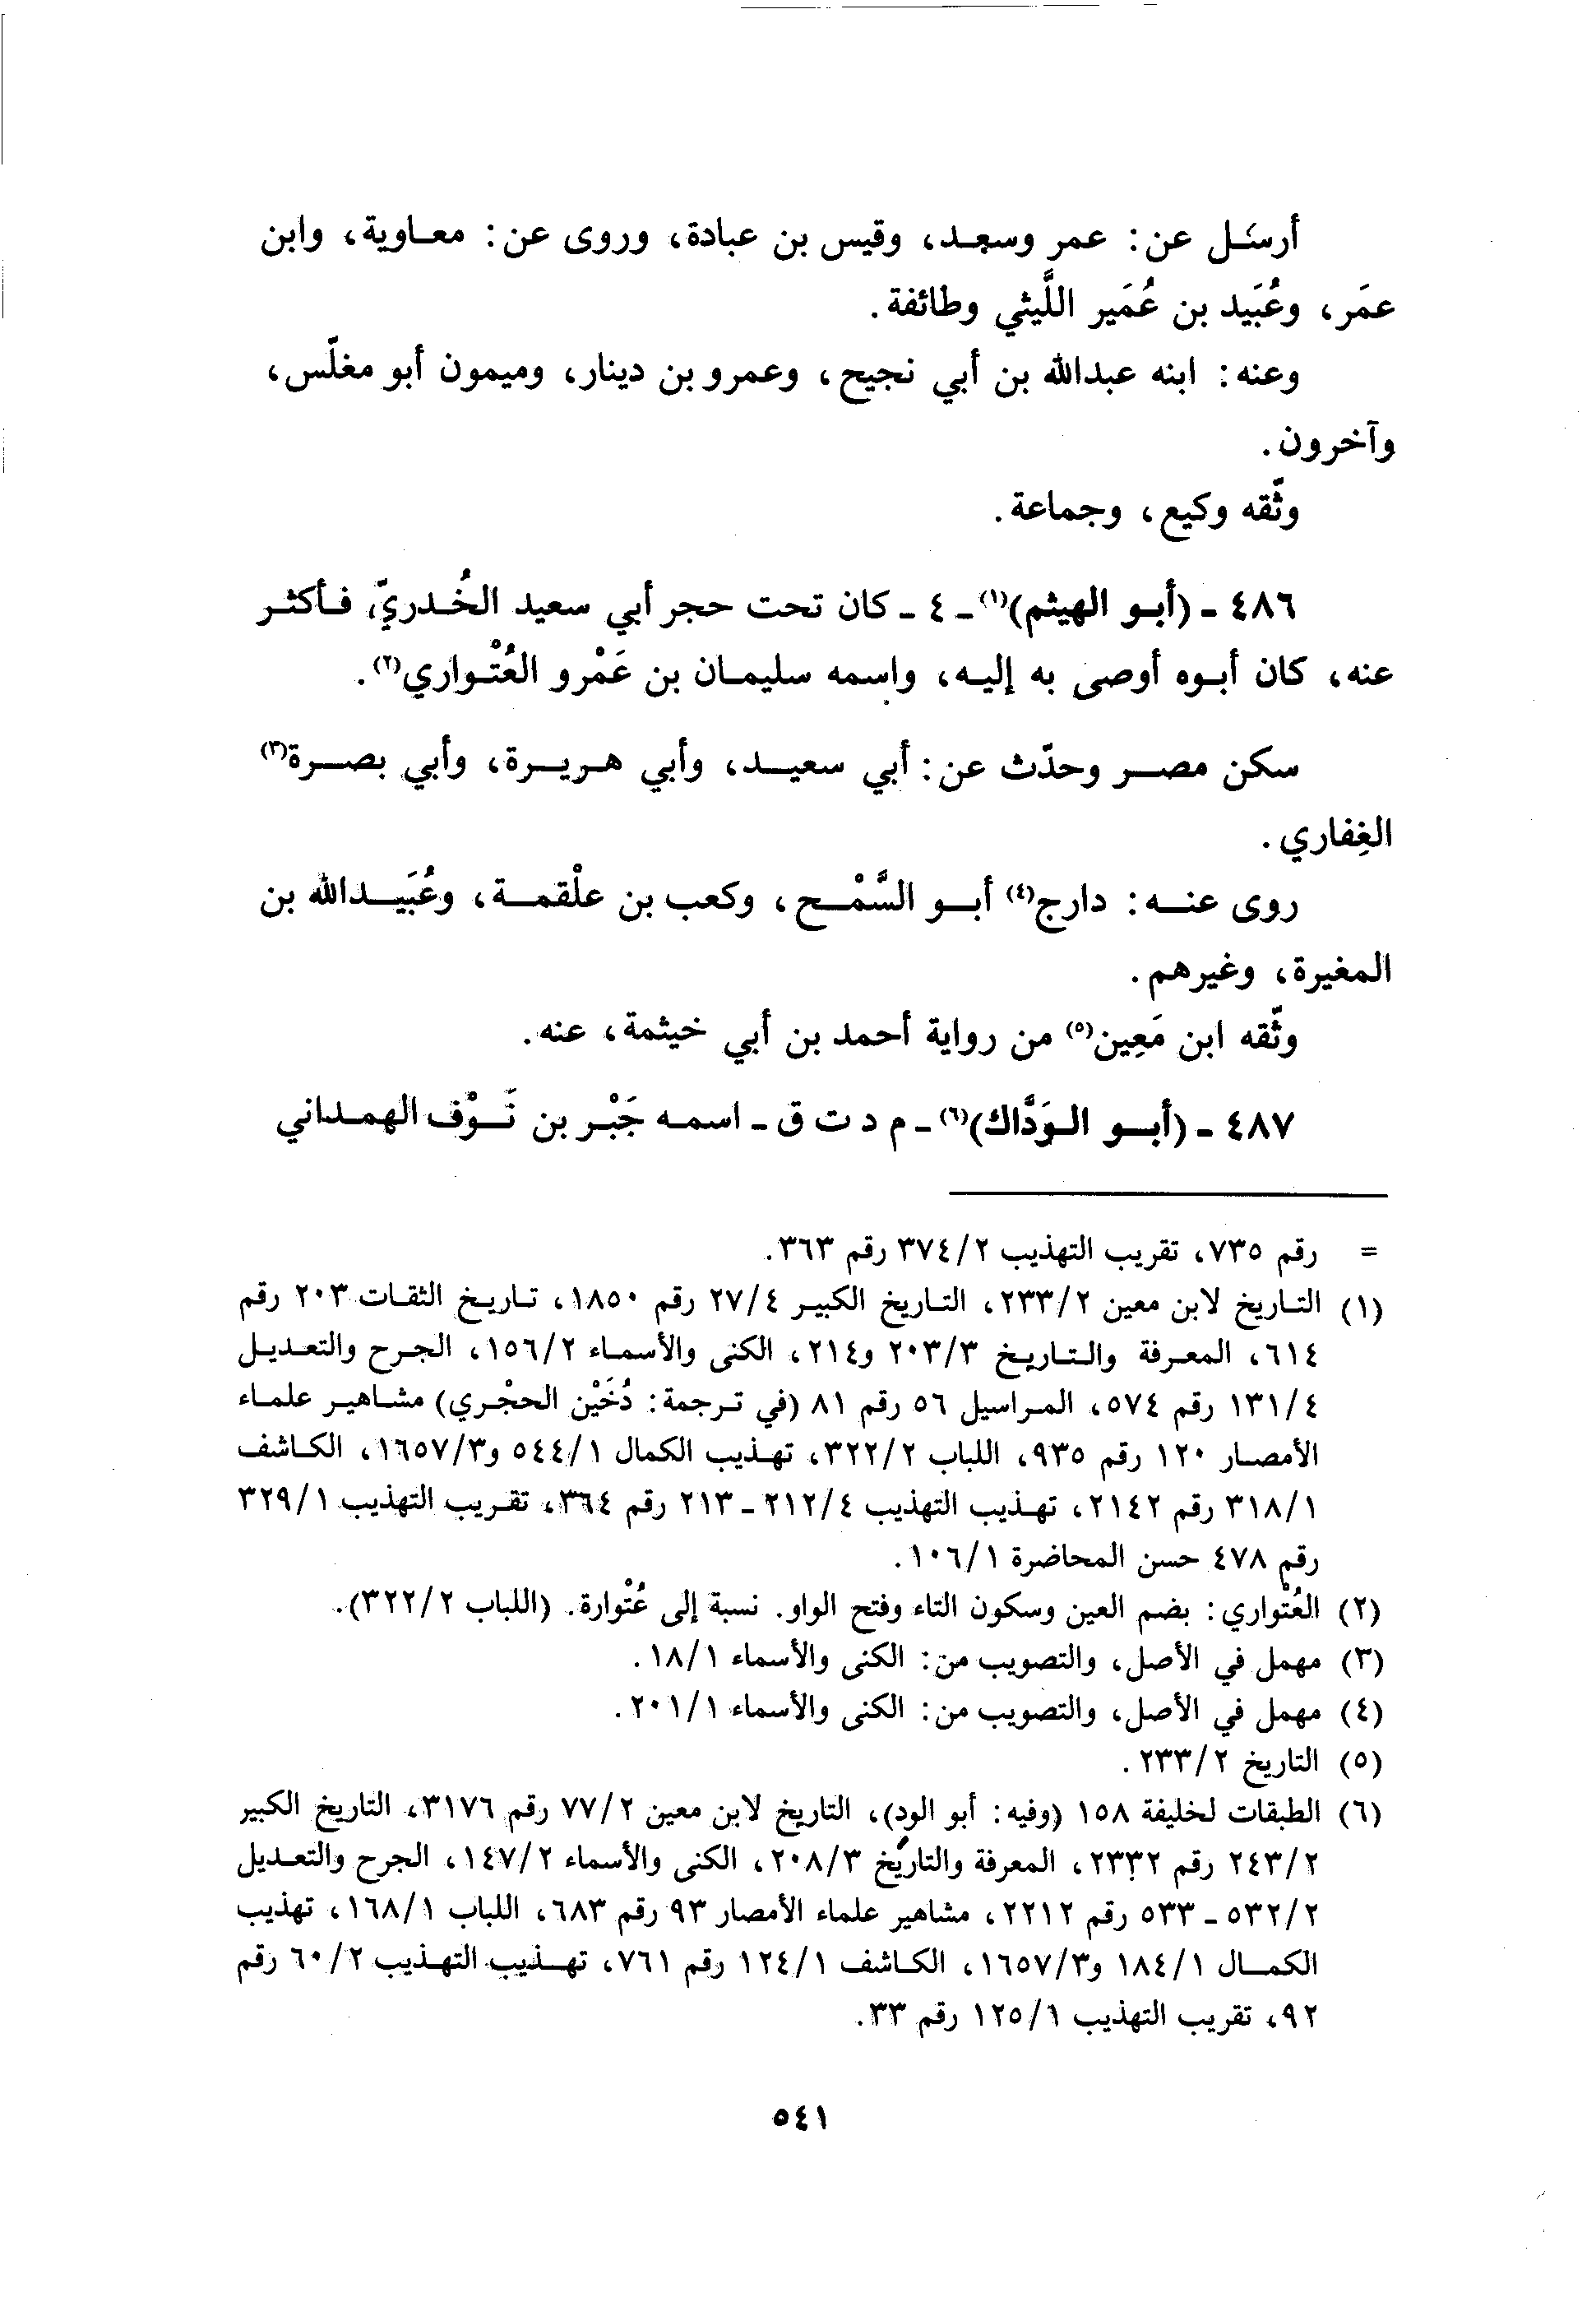 أرسَل عن: عمر وسعد، وقيس بن عبادة، وروى عن: معاوية، وابن
عمَر، وعُبَيد بن عُمَير اللَّيثي وطائفة.
وعنه: ابنه عبدالله بن أبي نجيح، وعمرو بن دينار، وميمون أبو مغلّس،
وآخرون.
وثّقه وكيع، وجماعة.
٤٨٦ - (أبو الهيثم)(١) - ٤ - كان تحت حجر أبي سعيد الخُدريّ، فأكثر
عنه، كان أبوه أوصى به إليه، واسمه سليمان بن عَمْرو العُتْواري(٢).
سكن مصر وحدّث عن: أبي سعيد، وأبي هريرة، وأبي بصرة(٣)
الغِفاري.
روى عنه: دارج(٤) أبو السَّمْح، وكعب بن علْقمة، وعُبَيدالله بن
المغيرة، وغيرهم.
وثّقه ابن مَعِين(٥) من رواية أحمد بن أبي خيثمة، عنه.
٤٨٧ - (أبو الوَدَّاك)(٦) - م د ت ق - اسمه جَبْر بن نَوْف الهمداني
= رقم ٧٣٥، تقريب التهذيب ٣٧٤/٢ رقم ٣٦٣.
(١) التاريخ لابن معين ٢٣٣/٢، التاريخ الكبير ٢٧/٤ رقم ١٨٥٠، تاريخ الثقات ٢٠٣ رقم
٦١٤، المعرفة والتاريخ ٢٠٣/٣ و٢١٤، الكنى والأسماء ١٥٦/٢، الجرح والتعديل
١٣١/٤ رقم ٥٧٤، المراسيل ٥٦ رقم ٨١ (في ترجمة: دُخَيْن الحجْري) مشاهير علماء
الأمصار ١٢٠ رقم ٩٣٥، اللباب ٣٢٢/٢، تهذيب الكمال ٥٤٤/١ و١٦٥٧/٣، الكاشف
٣١٨/١ رقم ٢١٤٢، تهذيب التهذيب ٢١٢/٤ - ٢١٣ رقم ٣٦٤، تقريب التهذيب ٣٢٩/١
رقم ٤٧٨ حسن المحاضرة ١٠٦/١.
(٢) العُتْواري: بضم العين وسكون التاء وفتح الواو. نسبة إلى عُتْوارة. (اللباب ٣٢٢/٢).
(٣) مهمل في الأصل، والتصويب من: الكنى والأسماء ١٨/١.
(٤) مهمل في الأصل، والتصويب من: الكنى والأسماء ٢٠١/١.
(٥) التاريخ ٢٣٣/٢.
(٦) الطبقات لخليفة ١٥٨ (وفيه: أبو الود)، التاريخ لابن معين ٧٧/٢ رقم ٣١٧٦، التاريخ الكبير
٢٤٣/٢ رقم ٢٣٣٢، المعرفة والتاريخ ٢٠٨/٣، الكنى والأسماء ١٤٧/٢، الجرح والتعديل
٥٣٢/٢ - ٥٣٣ رقم ٢٢١٢، مشاهير علماء الأمصار ٩٣ رقم ٦٨٣، اللباب ١٦٨/١، تهذيب
الكمال ١٨٤/١ و١٦٥٧/٣، الكاشف ١٢٤/١ رقم ٧٦١، تهذيب التهذيب ٦٠/٢ رقم
٩٢، تقريب التهذيب ١٢٥/١ رقم ٣٣.
٥٤١